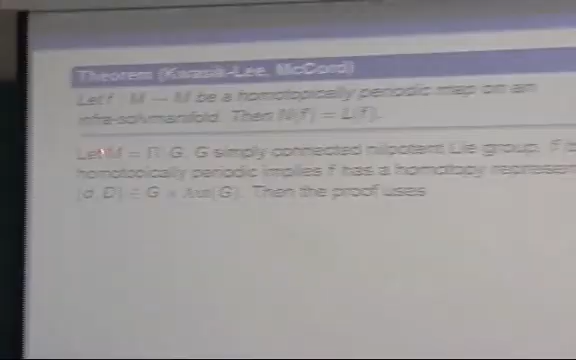 Theorem (Kwasik-Lee, McCord)
Let f : M → M be a homotopically periodic map on an
infra-solvmanifold. Then N(f) = L(f).
Let M = Π\G, G simply connected nilpotent Lie group. f
homotopically periodic implies f has a homotopy represent
(d, D) ∈ G × Aut(G). Then the proof uses